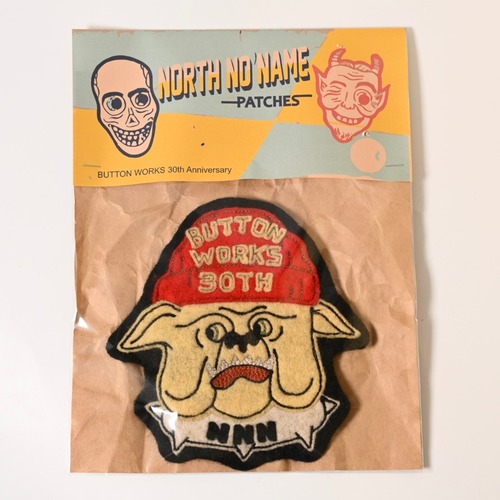 NORTH NO NAME
PATCHES
BUTTON WORKS 30th Anniversary
BUTTON
WORKS
30TH
NNN